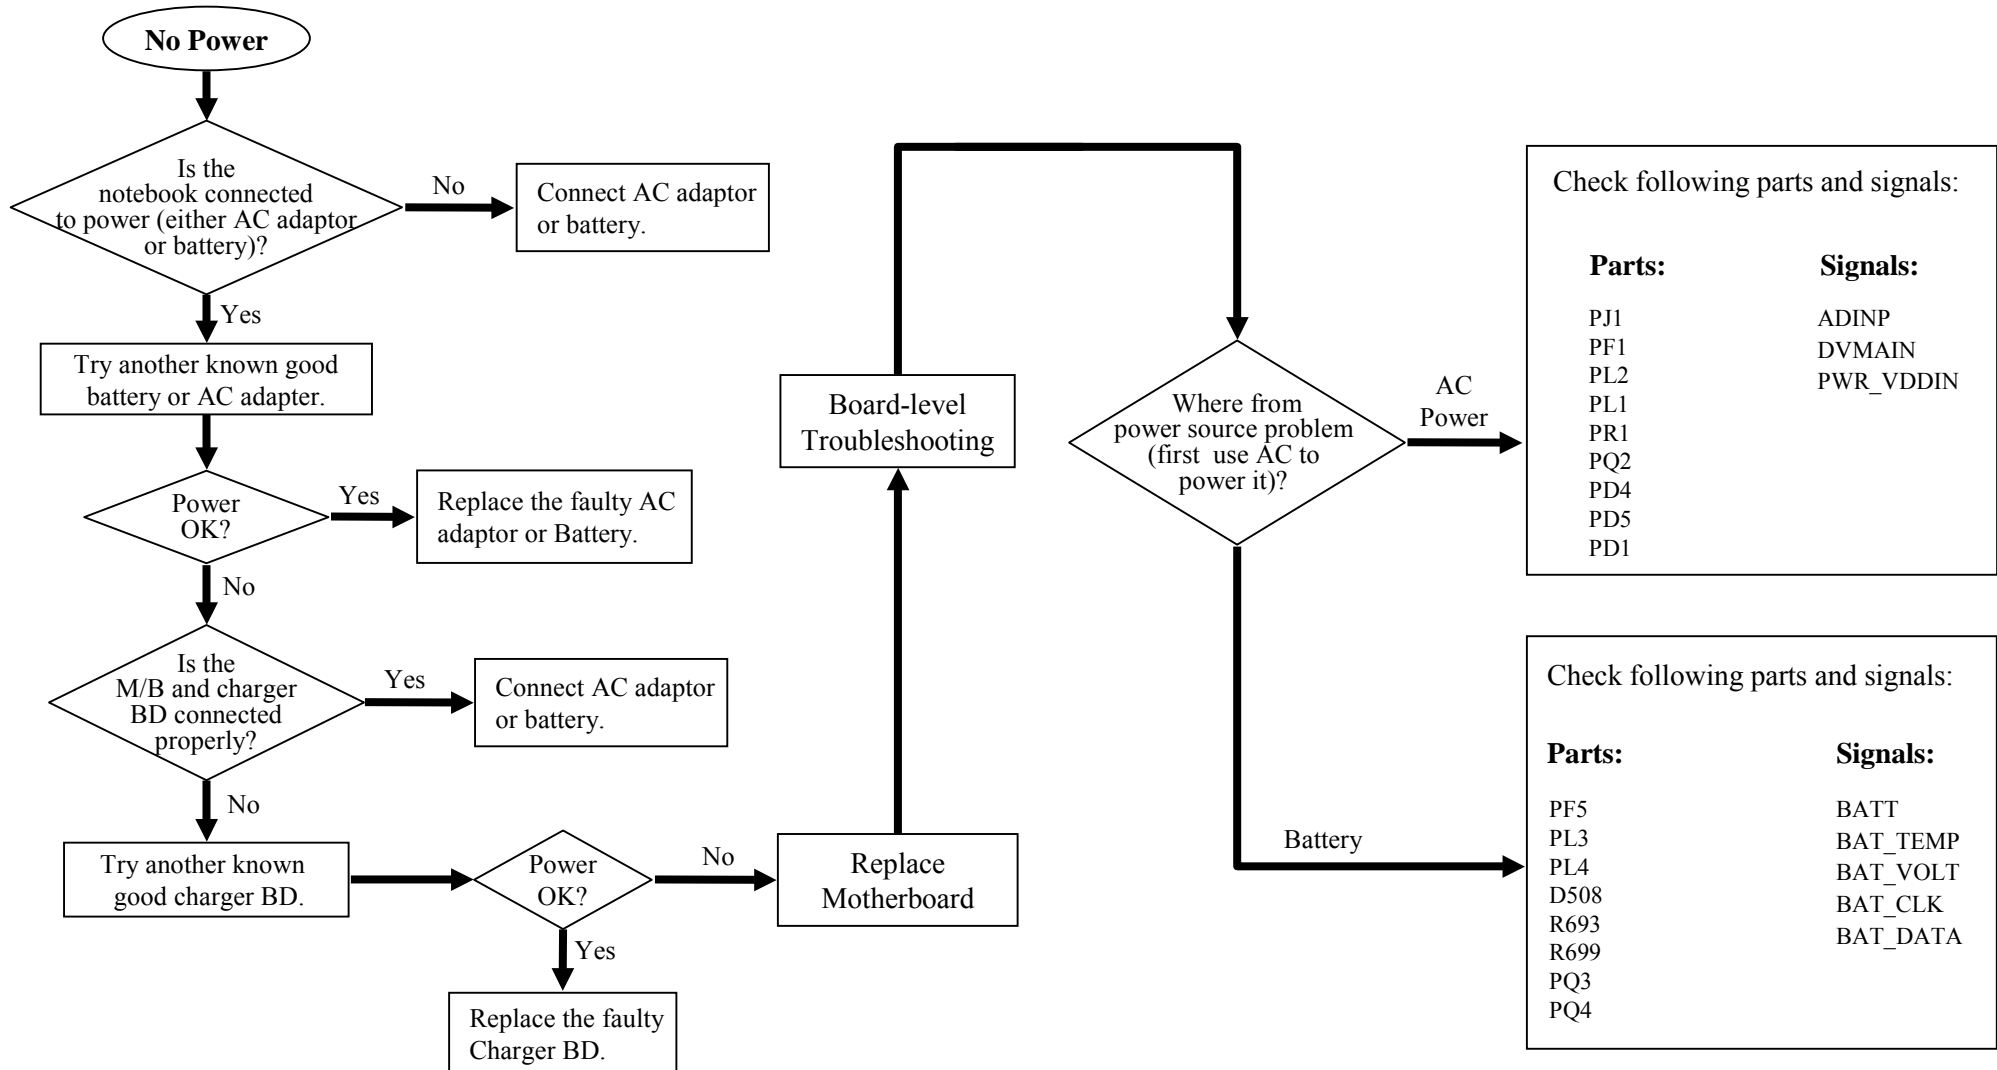 No Power
Is the
notebook connected
to power (either AC adaptor
or battery)?
No
Connect AC adaptor
or battery.
Yes
Try another known good
battery or AC adapter.
Power
OK?
Yes
Replace the faulty AC
adaptor or Battery.
No
Is the
M/B and charger
BD connected
properly?
Yes
Connect AC adaptor
or battery.
No
Try another known
good charger BD.
Power
OK?
No
Yes
Replace the faulty
Charger BD.
Replace
Motherboard
Board-level
Troubleshooting
Where from
power source problem
(first use AC to
power it)?
AC
Power
Check following parts and signals:
Parts:
PJ1
PF1
PL2
PL1
PR1
PQ2
PD4
PD5
PD1
Signals:
ADINP
DVMAIN
PWR_VDDIN
Battery
Check following parts and signals:
Parts:
PF5
PL3
PL4
D508
R693
R699
PQ3
PQ4
Signals:
BATT
BAT_TEMP
BAT_VOLT
BAT_CLK
BAT_DATA